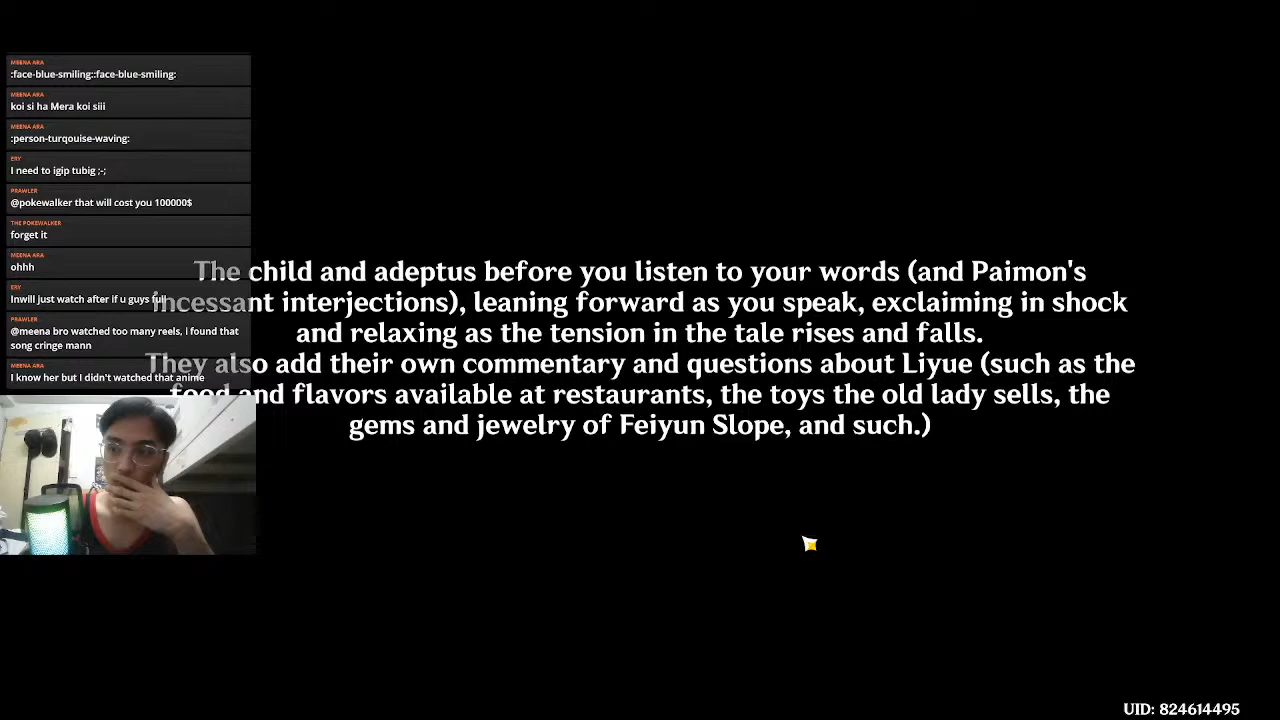 MEENA ARA
:face-blue-smiling::face-blue-smiling:
MEENA ARA
koi si ha Mera koi siii
MEENA ARA
:person-turqouise-waving:
ERY
I need to igip tubig ;-;
PRAWLER
@pokewalker that will cost you 100000$
THE POKEWALKER
forget it
MEENA ARA
ohhh
ERY
Inwill just watch after if u guys full
PRAWLER
@meena bro watched too many reels, i found that
song cringe mann
MEENA ARA
I know her but I didn't watched that anime
The child and adeptus before you listen to your words (and Paimon's
incessant interjections), leaning forward as you speak, exclaiming in shock
and relaxing as the tension in the tale rises and falls.
They also add their own commentary and questions about Liyue (such as the
food and flavors available at restaurants, the toys the old lady sells, the
gems and jewelry of Feiyun Slope, and such.)
UID: 824614495